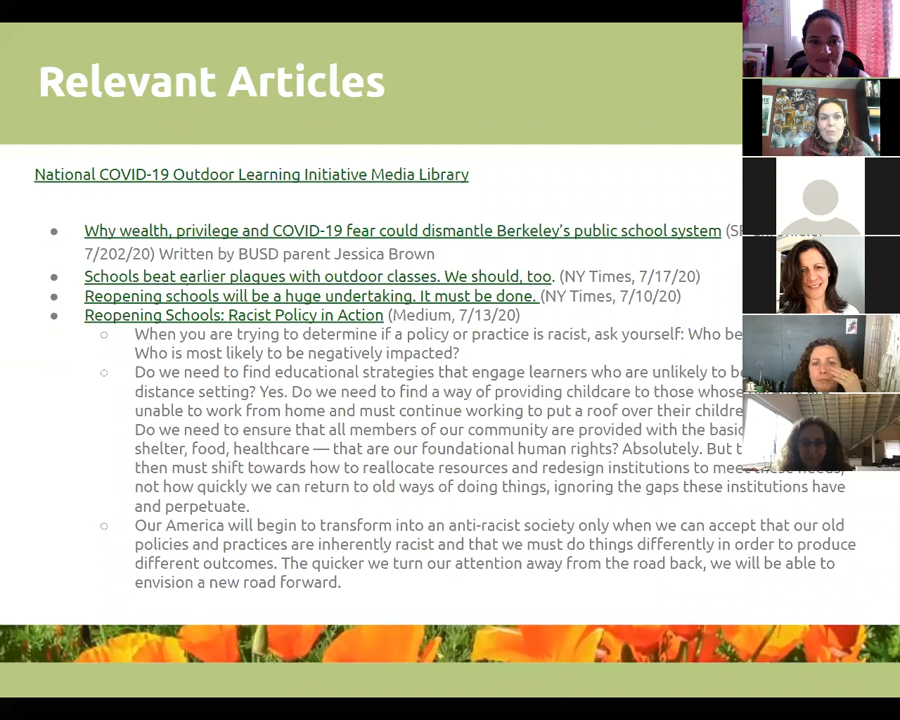 Relevant Articles
National COVID-19 Outdoor Learning Initiative Media Library
● Why wealth, privilege and COVID-19 fear could dismantle Berkeley's public school system
7/202/20) Written by BUSD parent Jessica Brown
● Schools beat earlier plagues with outdoor classes. We should, too. (NY Times, 7/17/20)
● Reopening schools will be a huge undertaking. It must be done. (NY Times, 7/10/20)
● Reopening Schools: Racist Policy in Action (Medium, 7/13/20)
○ When you are trying to determine if a policy or practice is racist, ask yourself: Who
Who is most likely to be negatively impacted?
○ Do we need to find educational strategies that engage learners who are unlikely to
distance setting? Yes. Do we need to find a way of providing childcare to those whose
unable to work from home and must continue working to put a roof over their
Do we need to ensure that all members of our community are provided with the
shelter, food, healthcare — that are our foundational human rights? Absolutely. But
then must shift towards how to reallocate resources and redesign institutions to meet these needs,
not how quickly we can return to old ways of doing things, ignoring the gaps these institutions have
and perpetuate.
○ Our America will begin to transform into an anti-racist society only when we can accept that our old
policies and practices are inherently racist and that we must do things differently in order to produce
different outcomes. The quicker we turn our attention away from the road back, we will be able to
envision a new road forward.